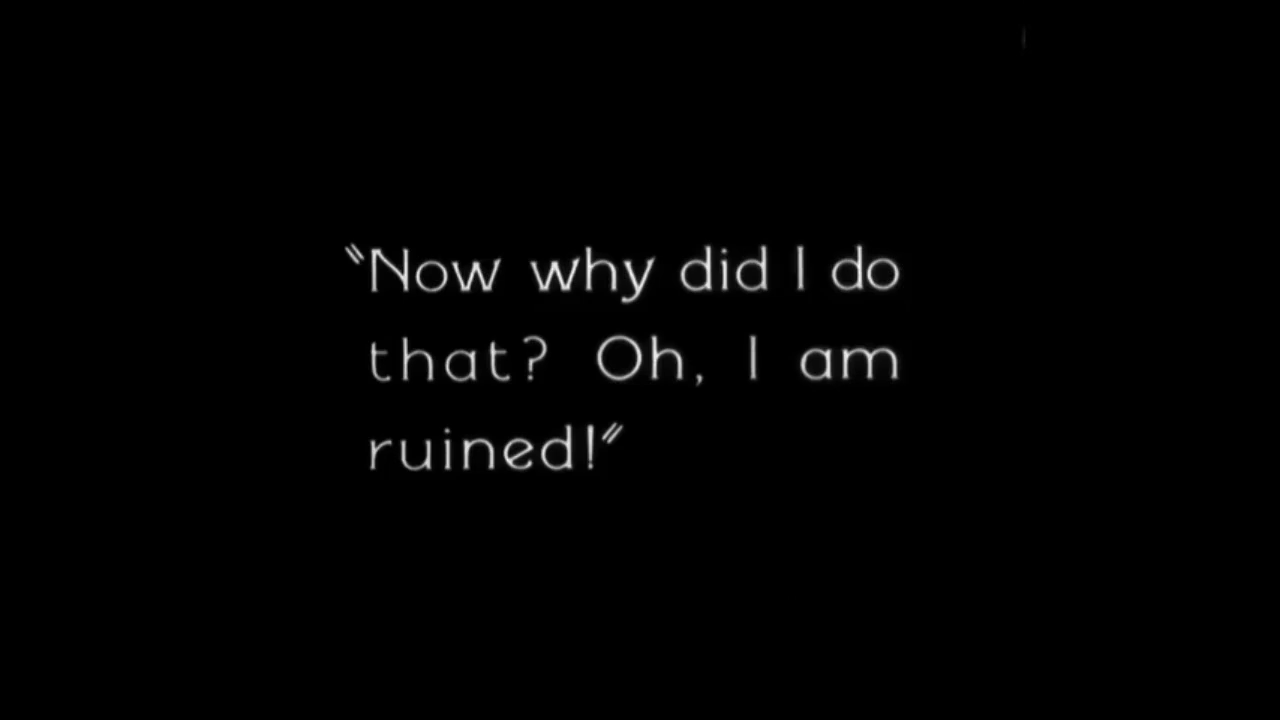 “Now why did I do
that? Oh, I am
ruined!”